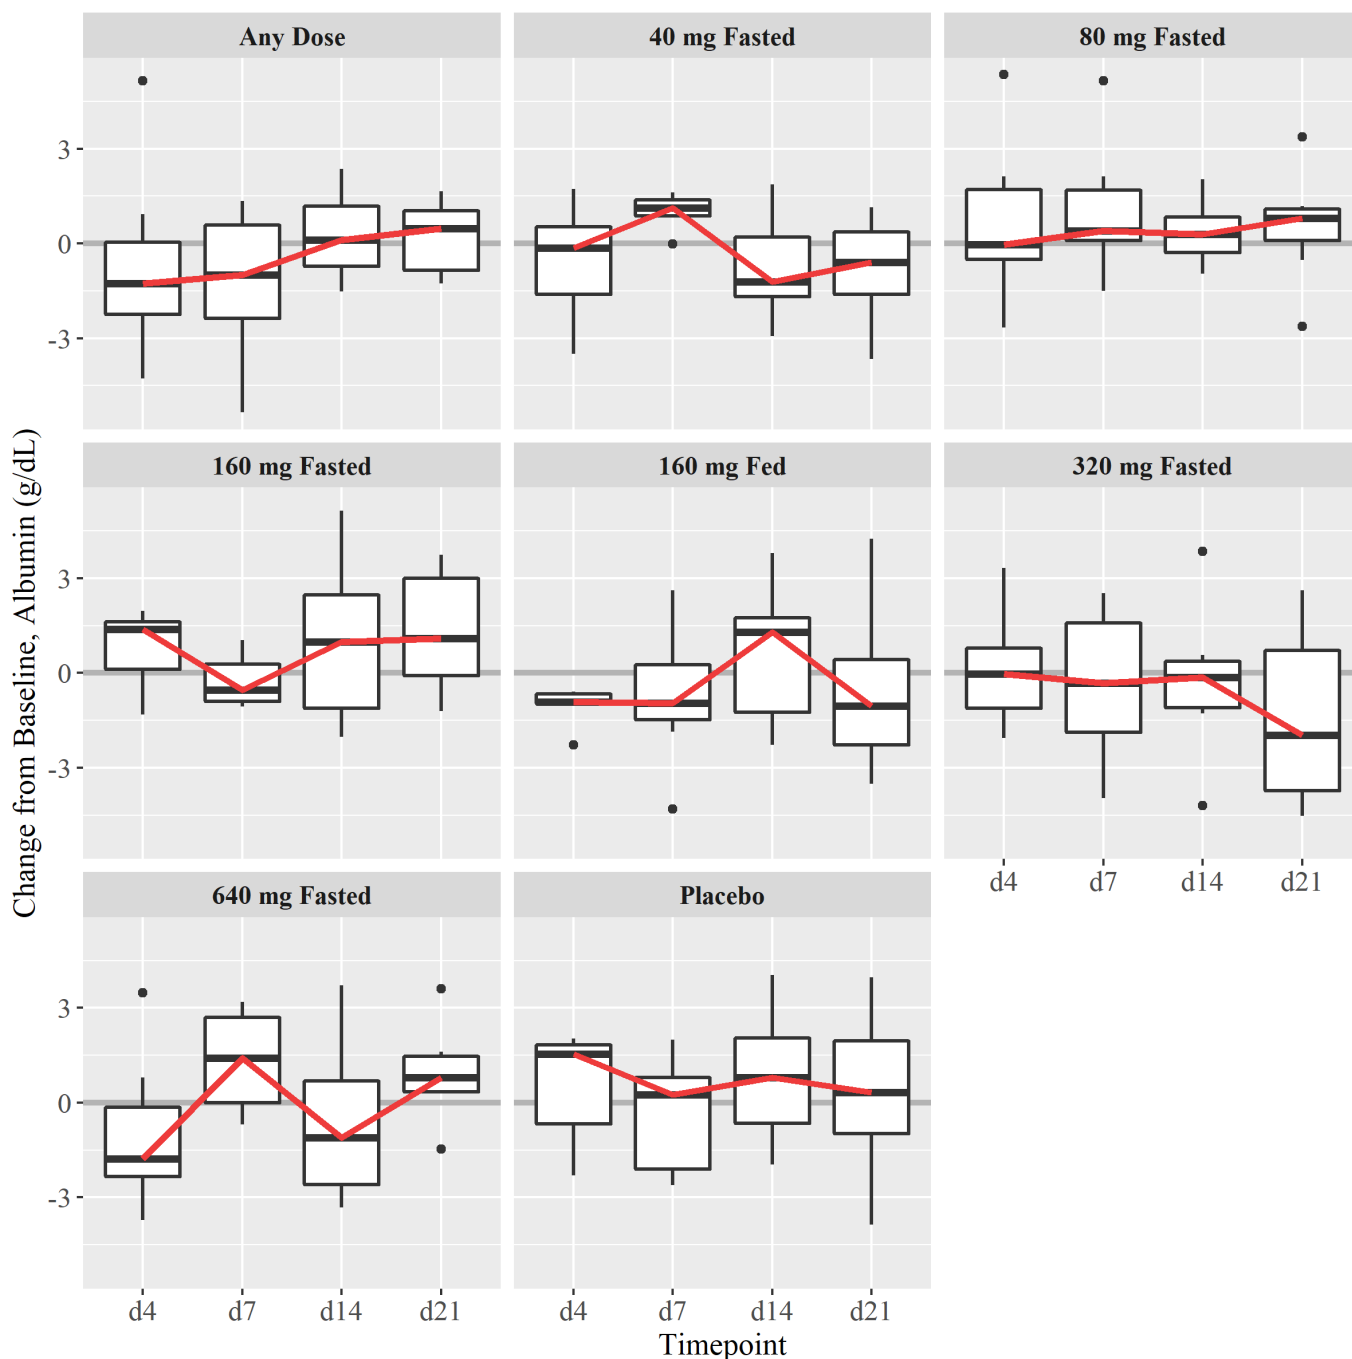 Any Dose
40 mg Fasted
80 mg Fasted
3
0
-3
160 mg Fasted
160 mg Fed
320 mg Fasted
3
0
-3
d4
d7
d14
d21
640 mg Fasted
Placebo
3
0
-3
d4
d7
d14
d21
d4
d7
d14
d21
Change from Baseline, Albumin (g/dL)
Timepoint